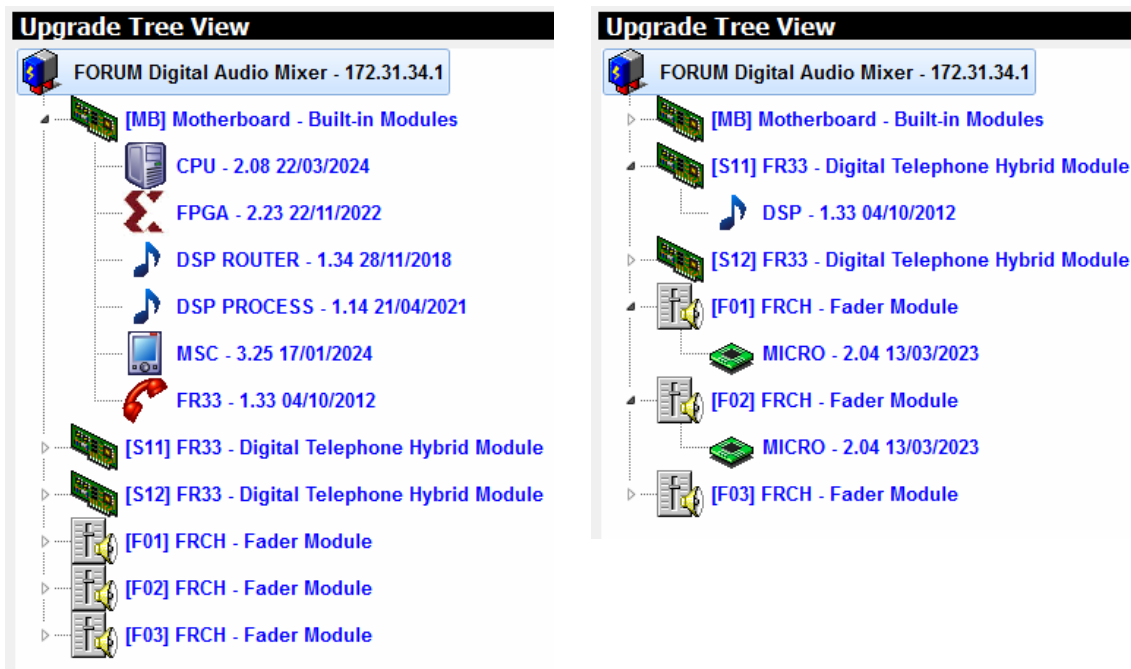 Upgrade Tree View
FORUM Digital Audio Mixer - 172.31.34.1
[MB] Motherboard - Built-in Modules
CPU - 2.08 22/03/2024
FPGA - 2.23 22/11/2022
DSP ROUTER - 1.34 28/11/2018
DSP PROCESS - 1.14 21/04/2021
MSC - 3.25 17/01/2024
FR33 - 1.33 04/10/2012
[S11] FR33 - Digital Telephone Hybrid Module
[S12] FR33 - Digital Telephone Hybrid Module
[F01] FRCH - Fader Module
[F02] FRCH - Fader Module
[F03] FRCH - Fader Module
Upgrade Tree View
FORUM Digital Audio Mixer - 172.31.34.1
[MB] Motherboard - Built-in Modules
[S11] FR33 - Digital Telephone Hybrid Module
DSP - 1.33 04/10/2012
[S12] FR33 - Digital Telephone Hybrid Module
[F01] FRCH - Fader Module
MICRO - 2.04 13/03/2023
[F02] FRCH - Fader Module
MICRO - 2.04 13/03/2023
[F03] FRCH - Fader Module